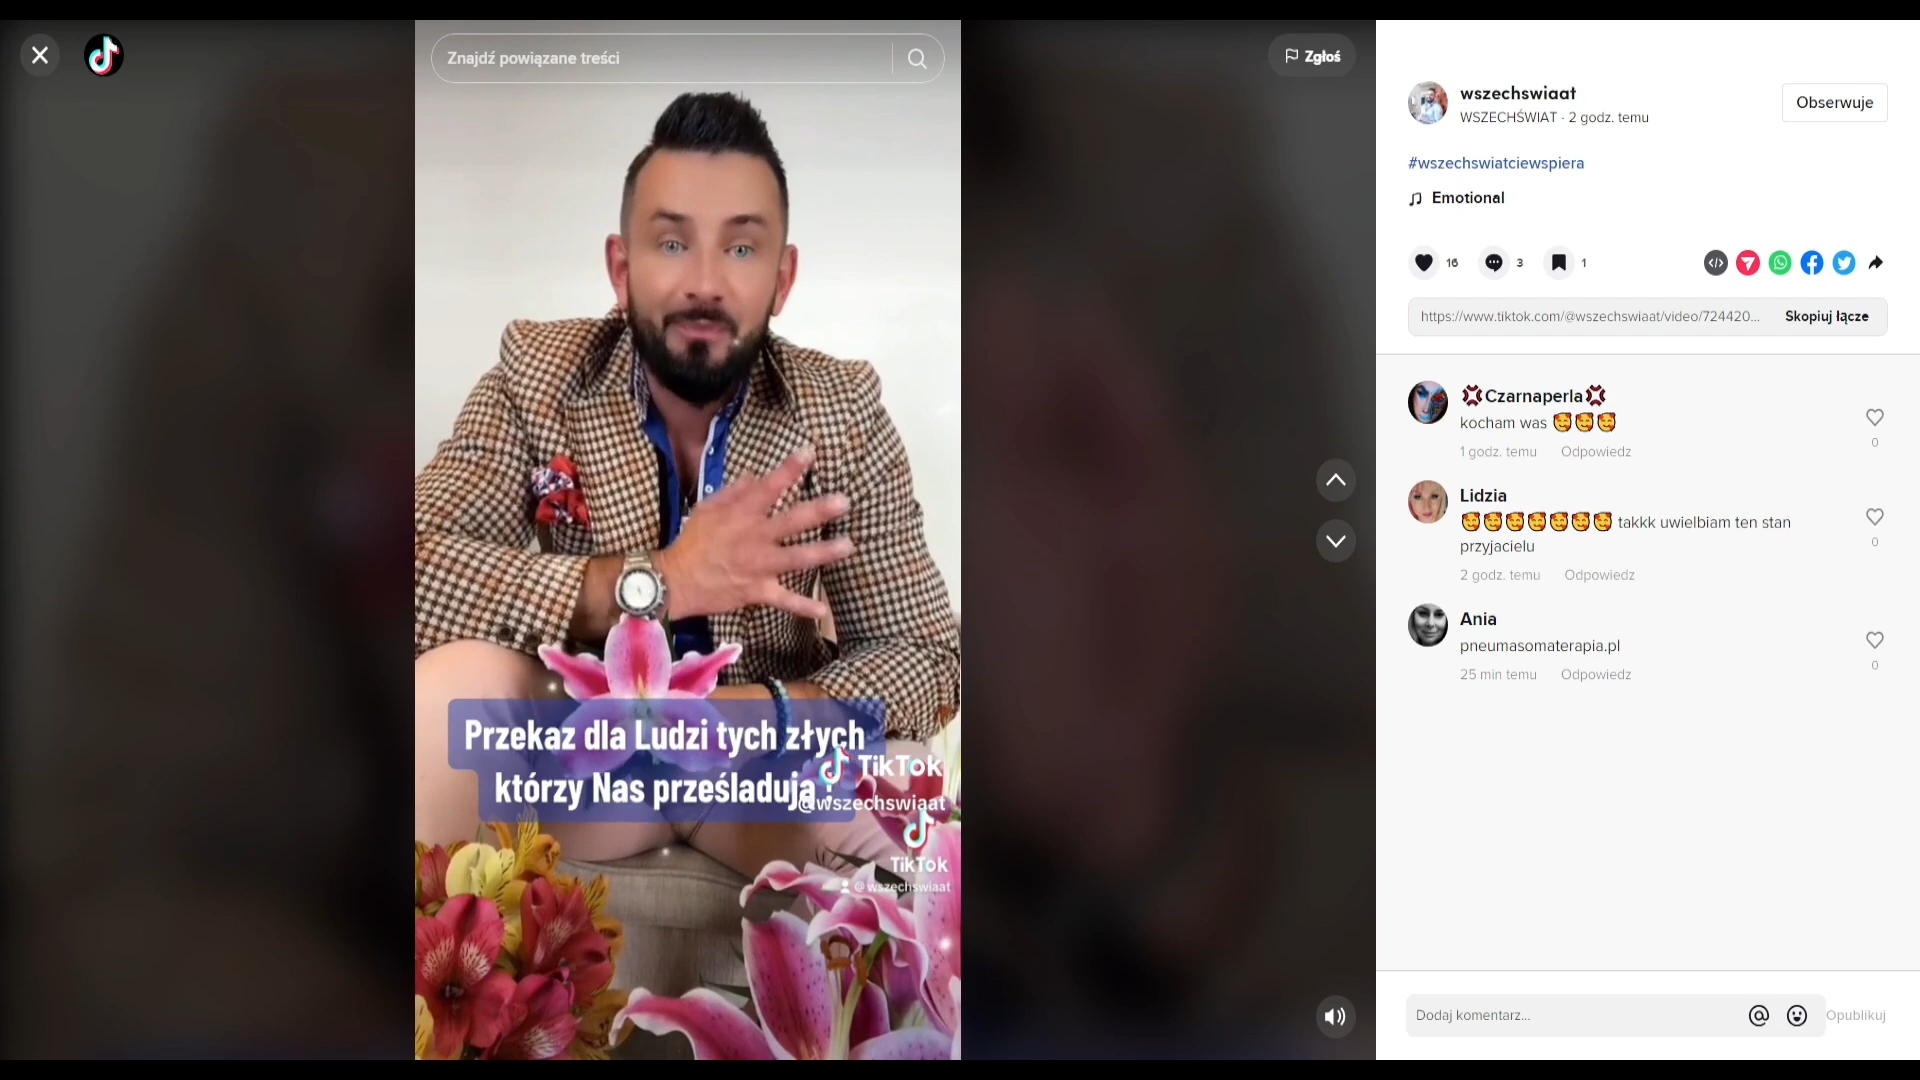 Znajdź powiązane treści
Zgłoś
Przekaz dla Ludzi tych złych
którzy Nas prześladują !
TikTok
@wszechswiaat
TikTok
@wszechswiaat
wszechswiaat
WSZECHŚWIAT · 2 godz. temu
Obserwuje
#wszechswiatciewspiera
Emotional
16
3
1
https://www.tiktok.com/@wszechswiaat/video/724420...
Skopiuj łącze
💢Czarnaperla💢
kocham was 🥰🥰🥰
1 godz. temu Odpowiedz
0
Lidzia
🥰🥰🥰🥰🥰🥰🥰 takkk uwielbiam ten stan
przyjacielu
2 godz. temu Odpowiedz
0
Ania
pneumasomaterapia.pl
25 min temu Odpowiedz
0
Dodaj komentarz...
Opublikuj